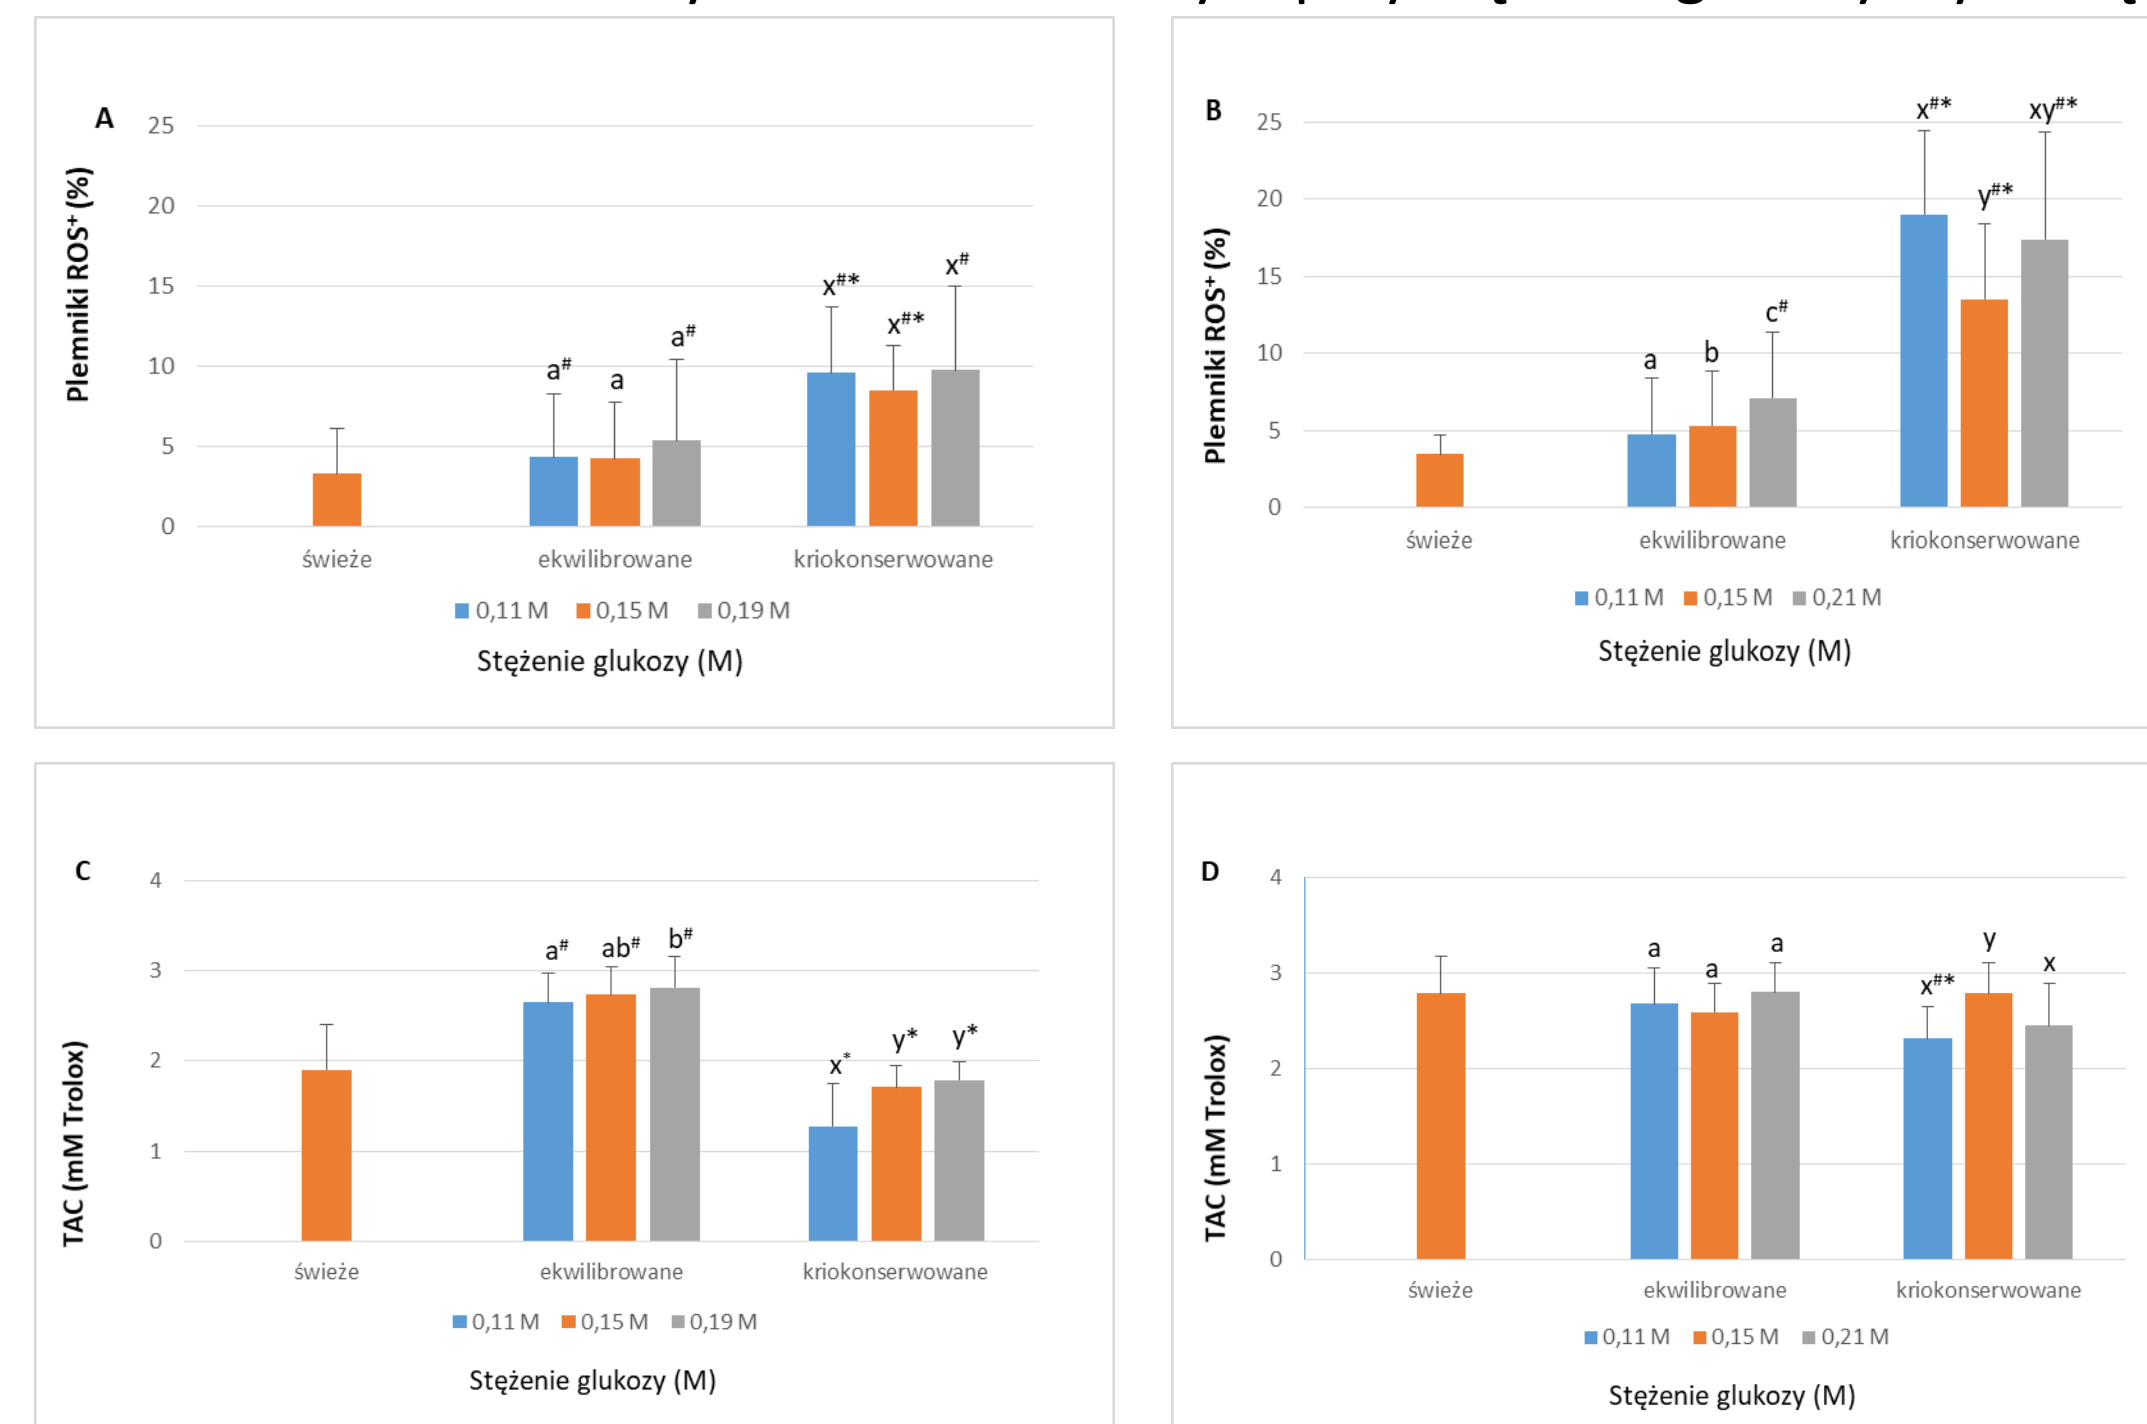 A
25
20
15
10
5
0
Plemniki ROS⁺ (%)
a#
a
a#
x#*
x#*
x#
świeże
ekwilibrowane
kriokonserwowane
0,11 M
0,15 M
0,19 M
Stężenie glukozy (M)
B
25
20
15
10
5
0
Plemniki ROS⁺ (%)
a
b
c#
x#*
y#*
xy#*
świeże
ekwilibrowane
kriokonserwowane
0,11 M
0,15 M
0,21 M
Stężenie glukozy (M)
C
4
3
2
1
0
TAC (mM Trolox)
a#
ab#
b#
x*
y*
y*
świeże
ekwilibrowane
kriokonserwowane
0,11 M
0,15 M
0,19 M
Stężenie glukozy (M)
D
4
3
2
1
0
TAC (mM Trolox)
a
a
a
x#*
y
x
świeże
ekwilibrowane
kriokonserwowane
0,11 M
0,15 M
0,21 M
Stężenie glukozy (M)